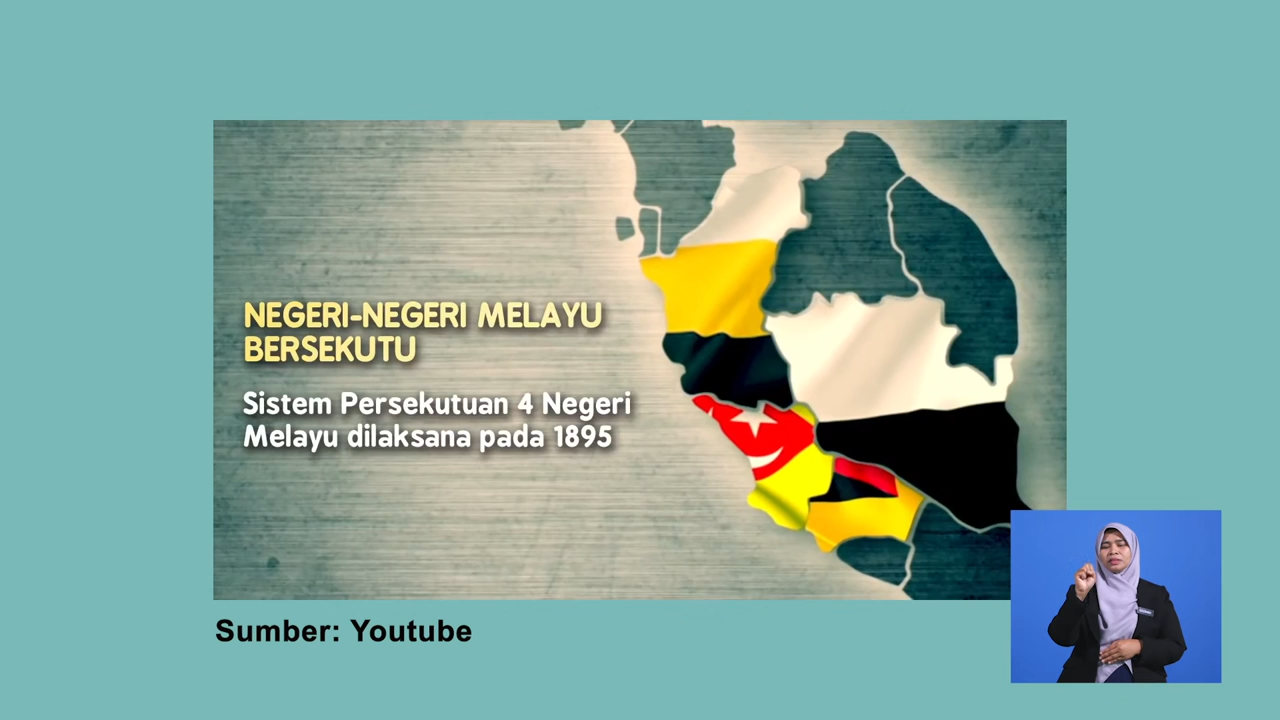 NEGERI-NEGERI MELAYU
BERSEKUTU
Sistem Persekutuan 4 Negeri
Melayu dilaksana pada 1895
Sumber: Youtube